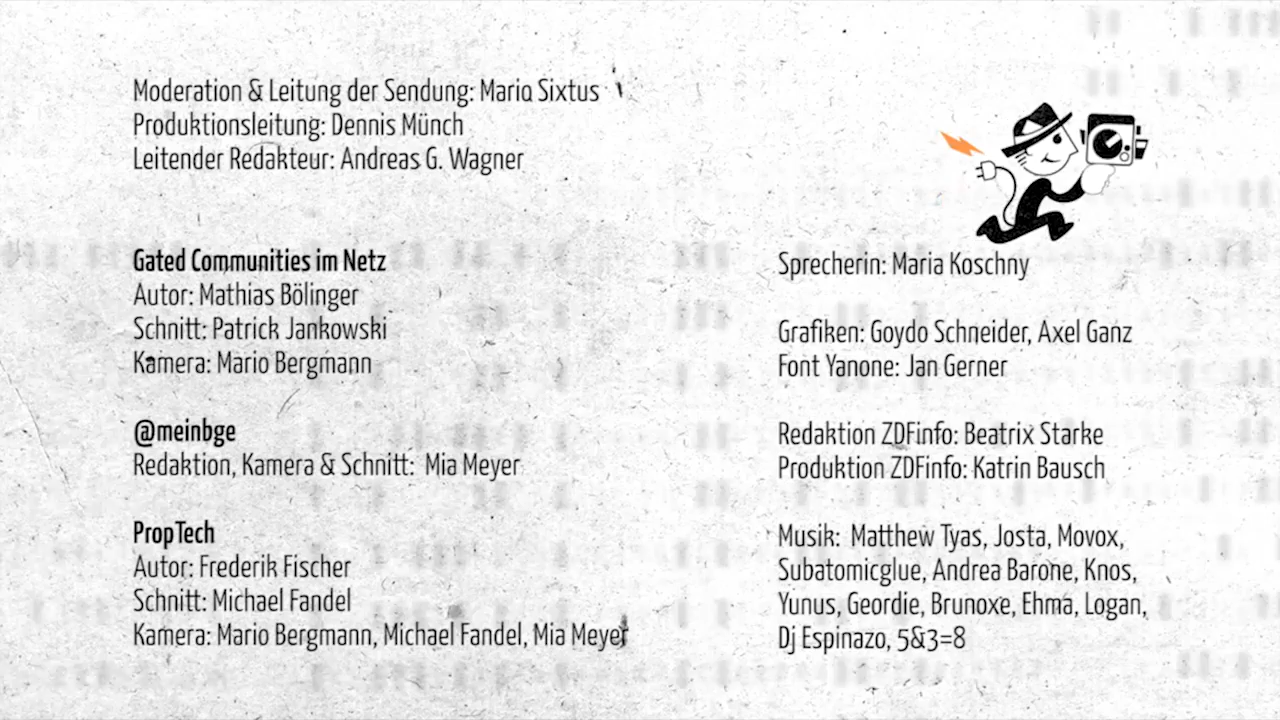 Moderation & Leitung der Sendung: Mario Sixtus
Produktionsleitung: Dennis Münch
Leitender Redakteur: Andreas G. Wagner
Gated Communities im Netz
Autor: Mathias Bölinger
Schnitt: Patrick Jankowski
Kamera: Mario Bergmann
@meinbge
Redaktion, Kamera & Schnitt: Mia Meyer
PropTech
Autor: Frederik Fischer
Schnitt: Michael Fandel
Kamera: Mario Bergmann, Michael Fandel, Mia Meyer
Sprecherin: Maria Koschny
Grafiken: Goydo Schneider, Axel Ganz
Font Yanone: Jan Gerner
Redaktion ZDFinfo: Beatrix Starke
Produktion ZDFinfo: Katrin Bausch
Musik: Matthew Tyas, Josta, Movox,
Subatomicglue, Andrea Barone, Knos,
Yunus, Geordie, Brunoxe, Ehma, Logan,
Dj Espinazo, 5&3=8